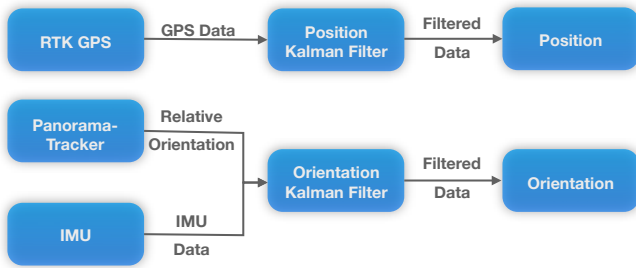 RTK GPS
GPS Data
Position
Kalman Filter
Filtered
Data
Position
Panorama-
Tracker
Relative
Orientation
IMU
IMU
Data
Orientation
Kalman Filter
Filtered
Data
Orientation